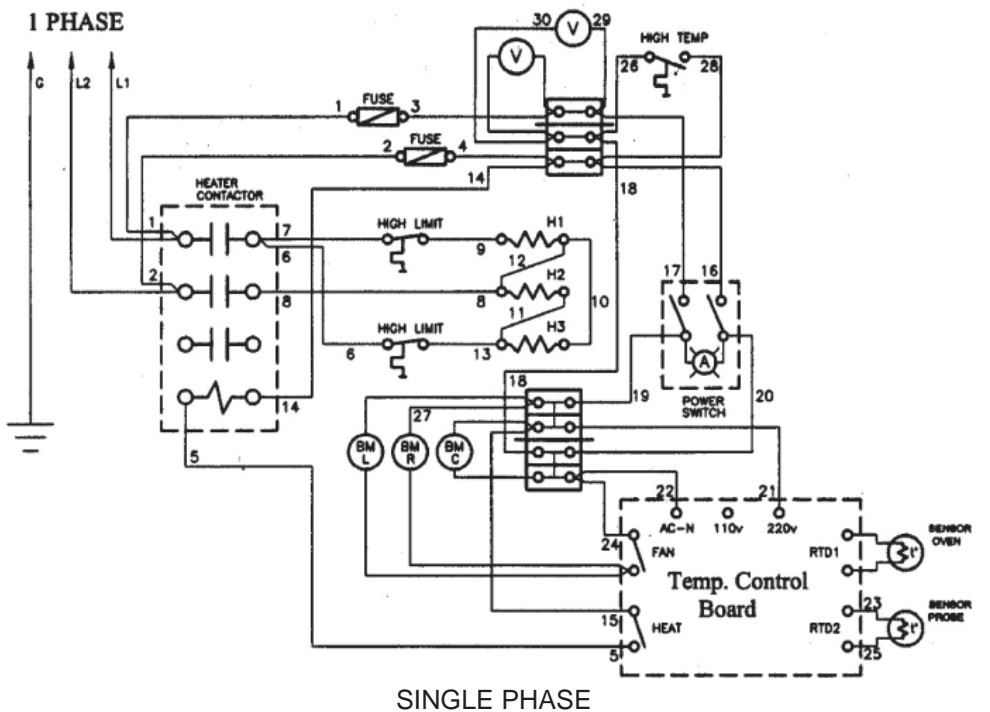 1 PHASE
G
L2
L1
30
29
V
V
HIGH TEMP
26
28
1
FUSE
3
2
FUSE
4
14
18
HEATER
CONTACTOR
1
7
6
HIGH LIMIT
9
H1
12
2
8
8
H2
10
11
HIGH LIMIT
6
13
H3
14
5
17
16
A
POWER
SWITCH
19
20
18
27
BM
L
BM
R
BM
C
22
21
AC-N
110v
220v
24
FAN
RTD1
SENSOR
OVEN
t°
Temp. Control
Board
15
HEAT
5
RTD2
23
25
SENSOR
PROBE
t°
SINGLE PHASE